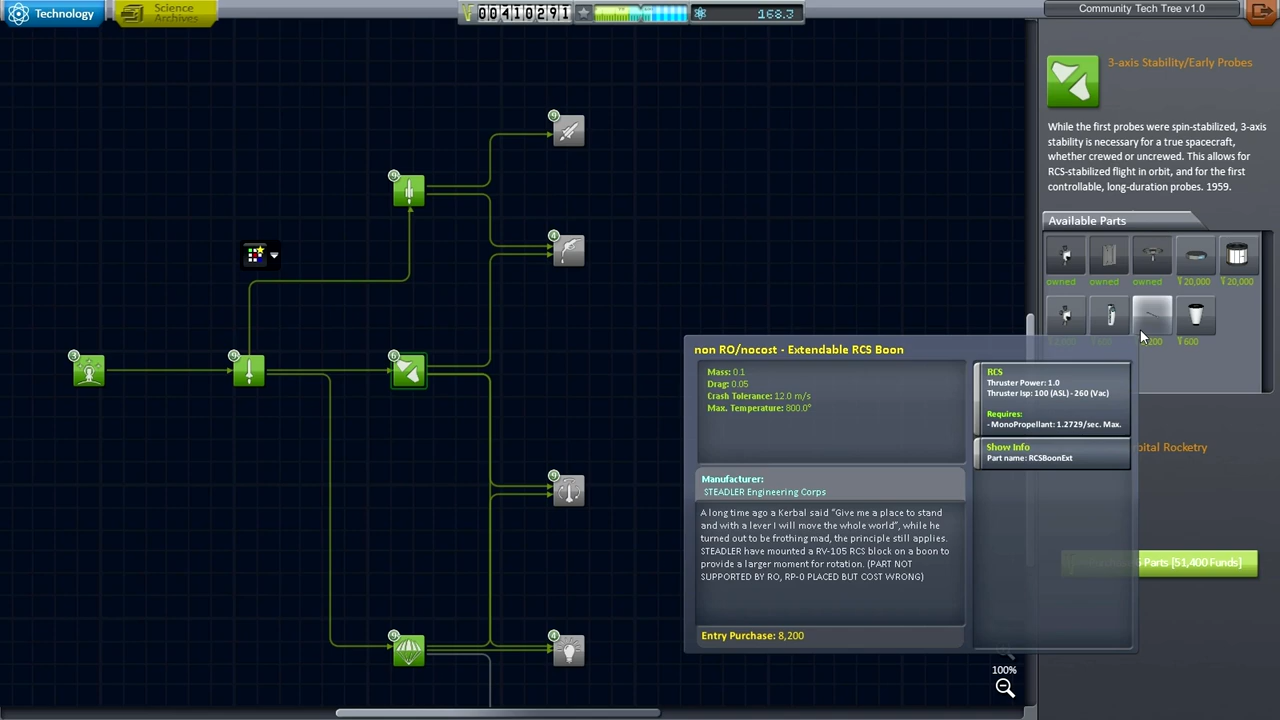 Technology
Science
Archives
00410291
168.3
Community Tech Tree v1.0
3-axis Stability/Early Probes
While the first probes were spin-stabilized, 3-axis
stability is necessary for a true spacecraft,
whether crewed or uncrewed. This allows for
RCS-stabilized flight in orbit, and for the first
controllable, long-duration probes. 1959.
Available Parts
owned owned owned 20,000 20,000
600
9
9
4
3
9
6
9
9
4
non RO/nocost - Extendable RCS Boon
Mass: 0.1
Drag: 0.05
Crash Tolerance: 12.0 m/s
Max. Temperature: 800.0°
RCS
Thruster Power: 1.0
Thruster Isp: 100 (ASL) - 260 (Vac)
Requires:
- MonoPropellant: 1.2729/sec. Max.
Show Info
Part name: RCSBoonExt
Manufacturer:
STEADLER Engineering Corps
A long time ago a Kerbal said "Give me a place to stand
and with a lever I will move the whole world", while he
turned out to be frothing mad, the principle still applies.
STEADLER have mounted a RV-105 RCS block on a boon to
provide a larger moment for rotation. (PART NOT
SUPPORTED BY RO, RP-0 PLACED BUT COST WRONG)
Entry Purchase: 8,200
Rocketry
Parts [51,400 Funds]
100%